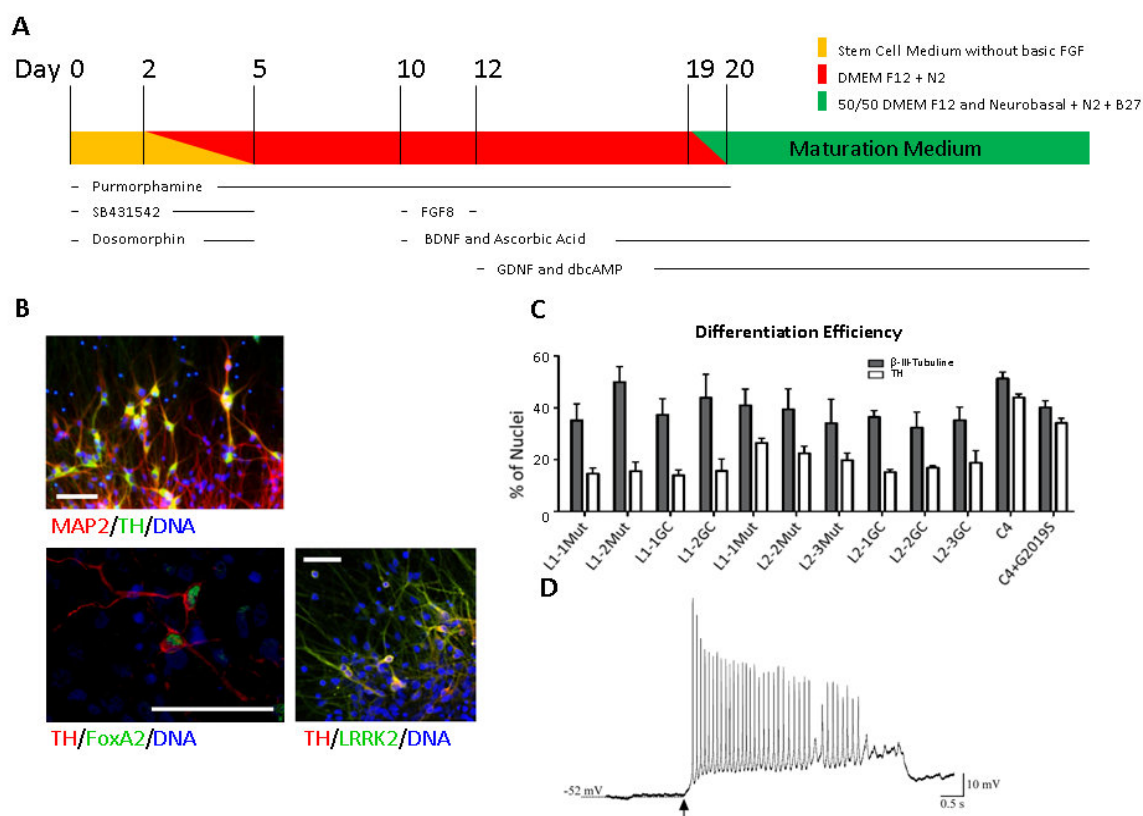 A
Day 0 2 5 10 12 19 20
Stem Cell Medium without basic FGF
DMEM F12 + N2
50/50 DMEM F12 and Neurobasal + N2 + B27
Maturation Medium
Purmorphamine
SB431542
FGF8
Dosomorphin
BDNF and Ascorbic Acid
GDNF and dbcAMP
B
MAP2/TH/DNA
TH/FoxA2/DNA
TH/LRRK2/DNA
C
Differentiation Efficiency
β-III-Tubuline
TH
% of Nuclei
60
40
20
0
L1-1Mut
L1-2Mut
L1-1GC
L1-2GC
L1-1Mut
L2-2Mut
L2-3Mut
L2-1GC
L2-2GC
L2-3GC
C4
C4+G2019S
D
-52 mV
10 mV
0.5 s